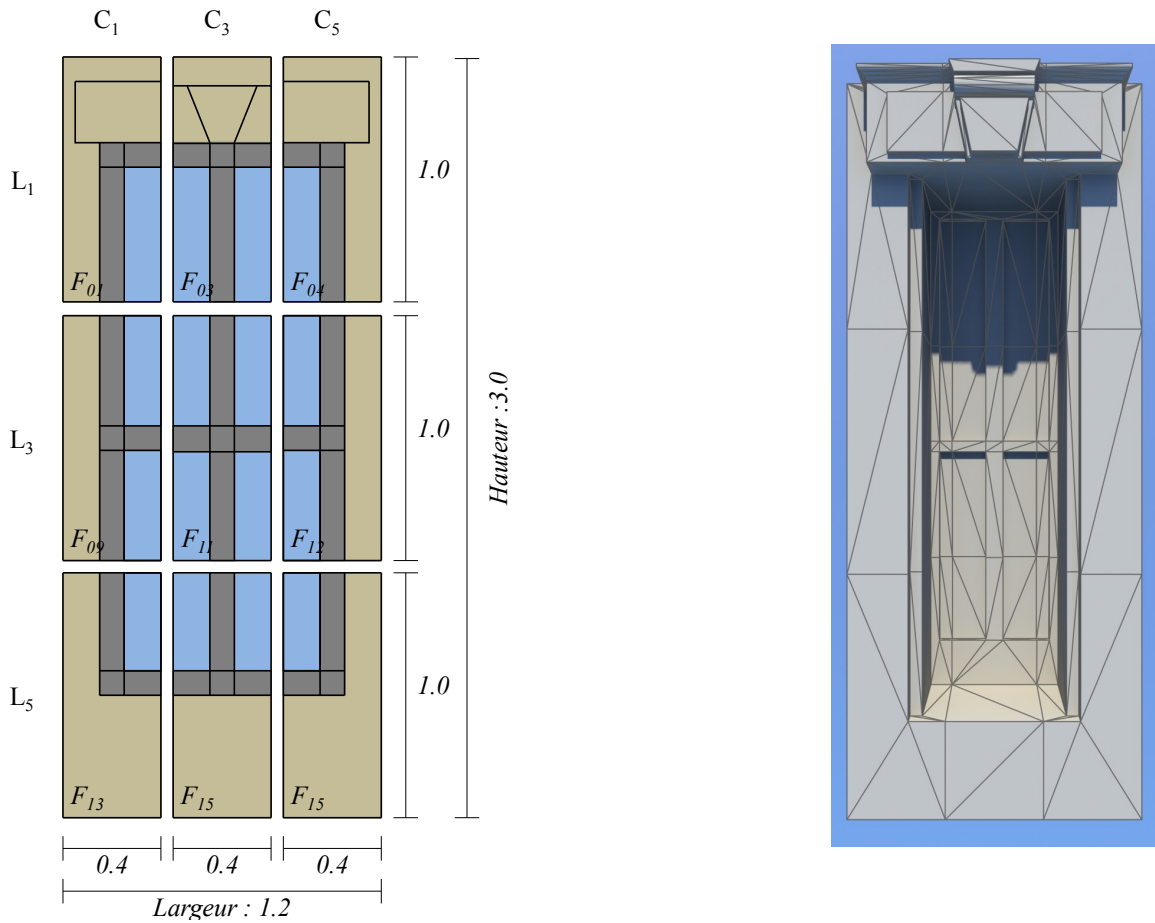 C₁ C₃ C₅
L₁
F₀₁ F₀₃ F₀₄
1.0
L₃
F₀₉ F₁₁ F₁₂
1.0
Hauteur :3.0
L₅
F₁₃ F₁₅ F₁₅
1.0
0.4 0.4 0.4
Largeur : 1.2